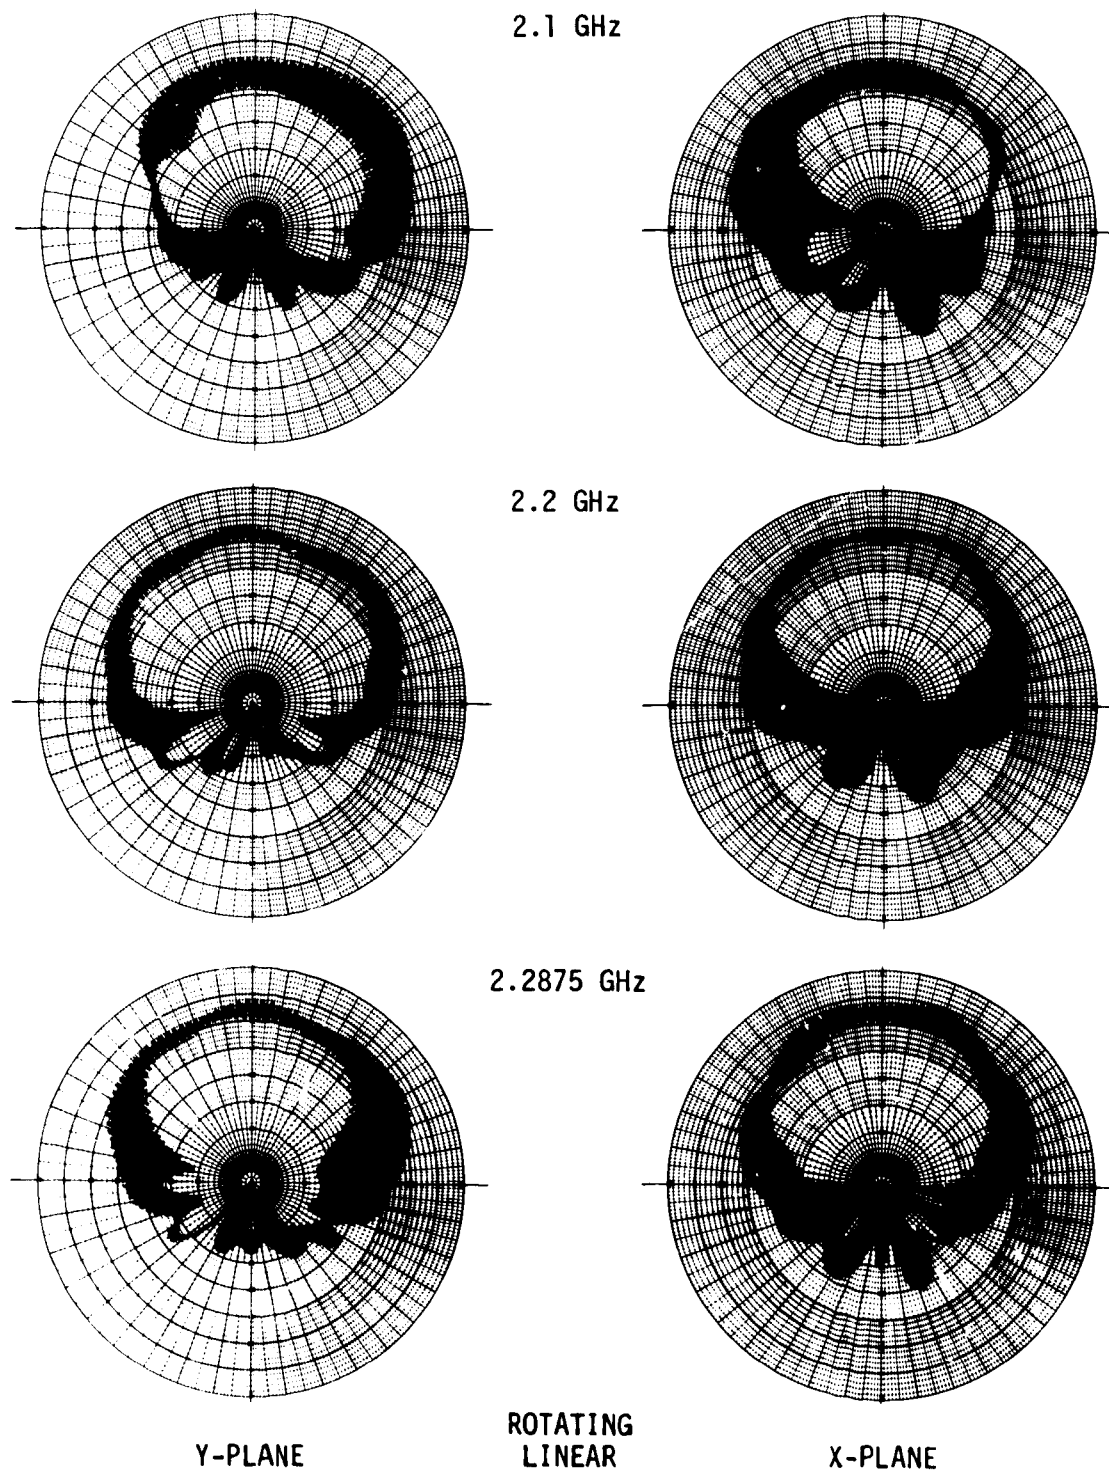 2.1 GHz
2.2 GHz
2.2875 GHz
ROTATING
LINEAR
Y-PLANE
X-PLANE